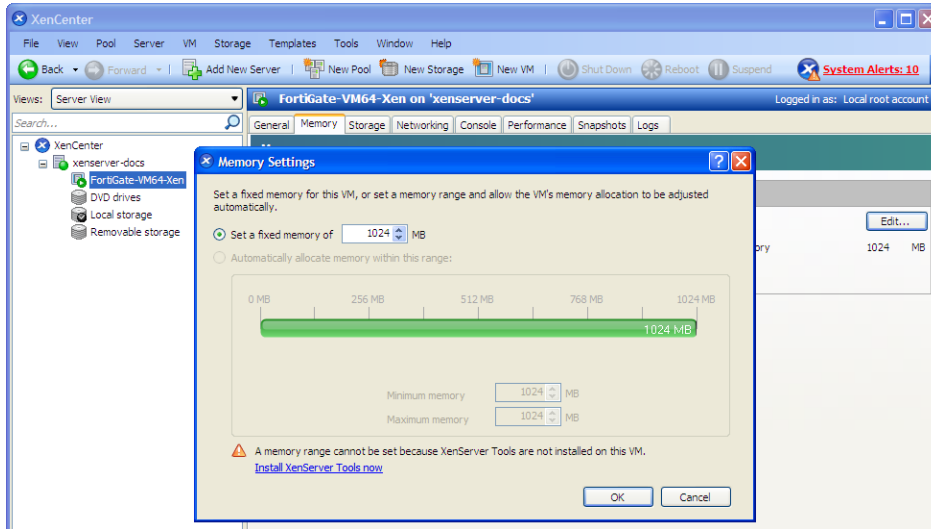 XenCenter
File View Pool Server VM Storage Templates Tools Window Help
Back Forward Add New Server New Pool New Storage New VM Shut Down Reboot Suspend System Alerts: 10
Views: Server View
FortiGate-VM64-Xen on 'xenserver-docs' Logged in as: Local root account
Search...
General Memory Storage Networking Console Performance Snapshots Logs
XenCenter
xenserver-docs
FortiGate-VM64-Xen
DVD drives
Local storage
Removable storage
Memory Settings
Set a fixed memory for this VM, or set a memory range and allow the VM's memory allocation to be adjusted
automatically.
Set a fixed memory of 1024 MB
Automatically allocate memory within this range:
0 MB 256 MB 512 MB 768 MB 1024 MB
1024 MB
Minimum memory 1024 MB
Maximum memory 1024 MB
A memory range cannot be set because XenServer Tools are not installed on this VM.
Install XenServer Tools now
OK Cancel
Edit...
1024 MB